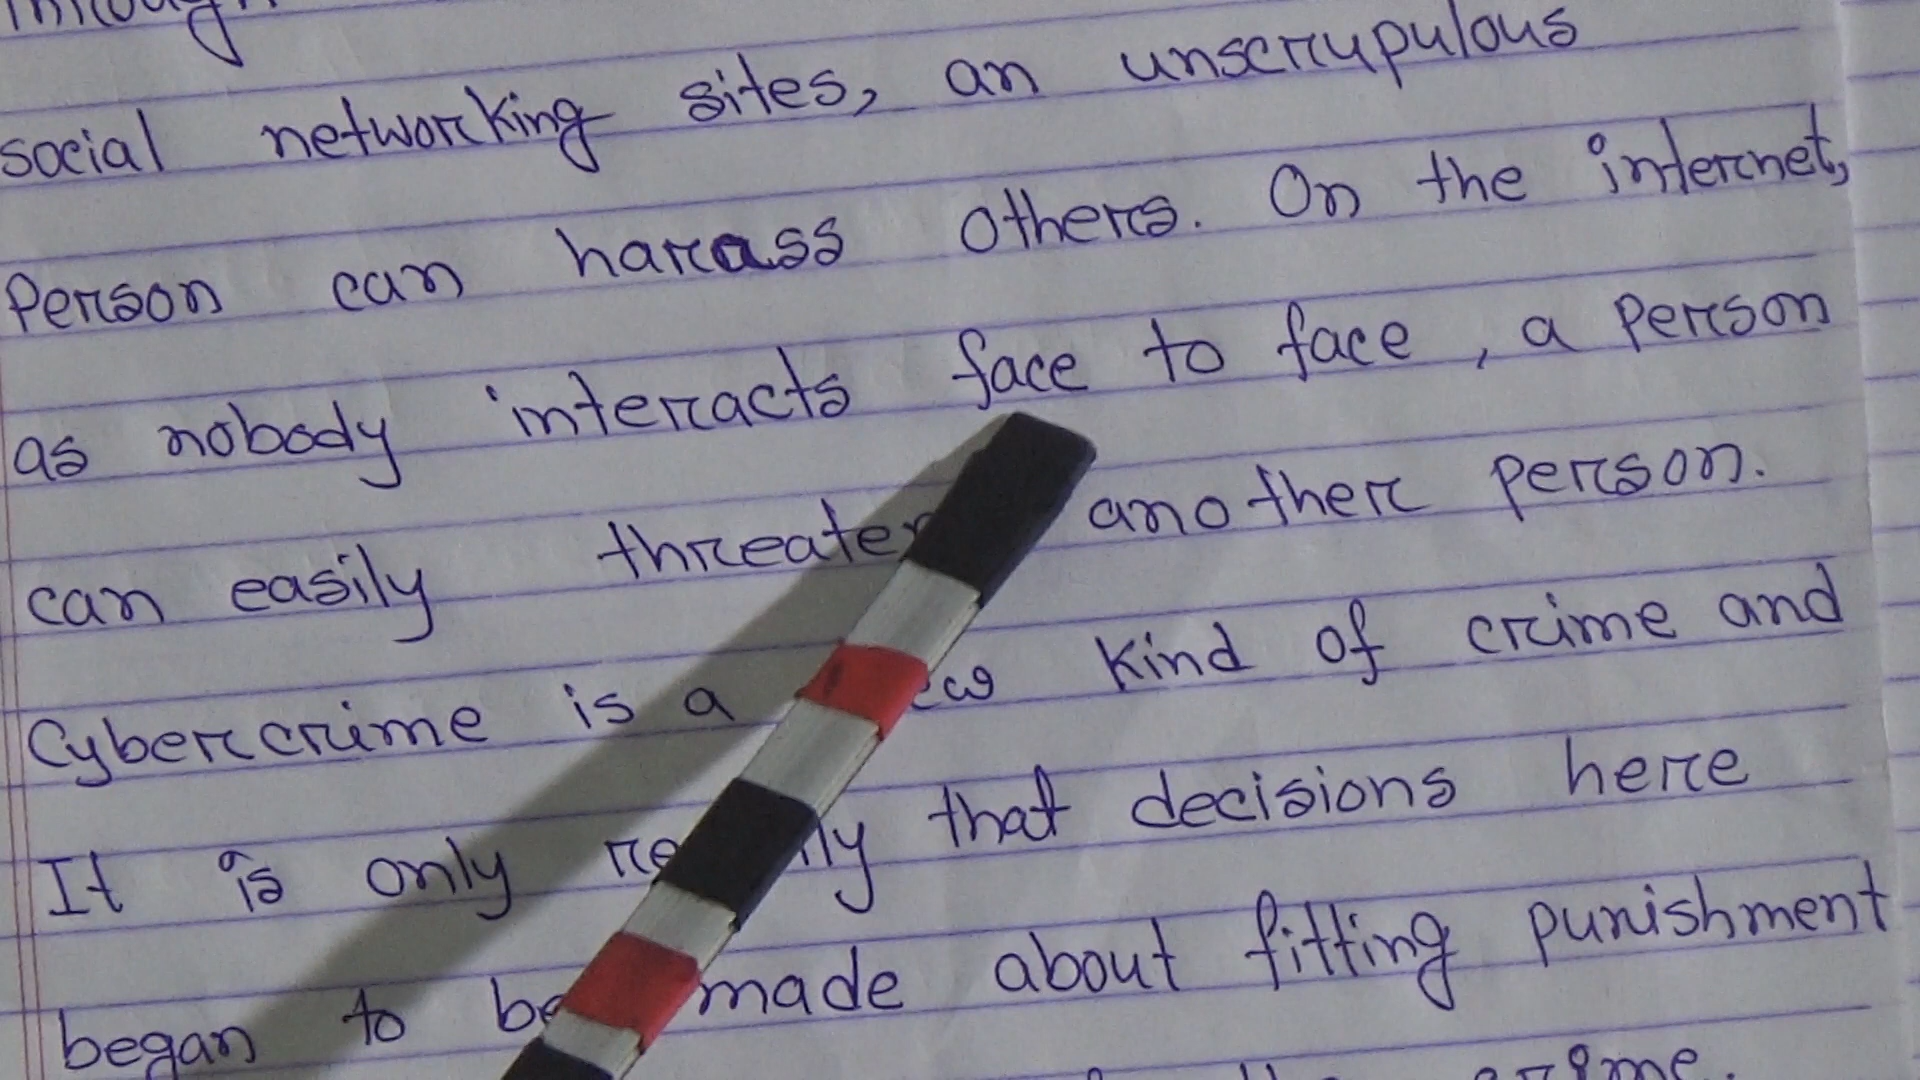 social networking sites, an unscrupulous
Person can harass others. On the internet,
as nobody interacts face to face, a person
can easily another person.
Cybercrime is a kind of crime and
It is only that decisions here
began to be made about fitting punishment
crime.